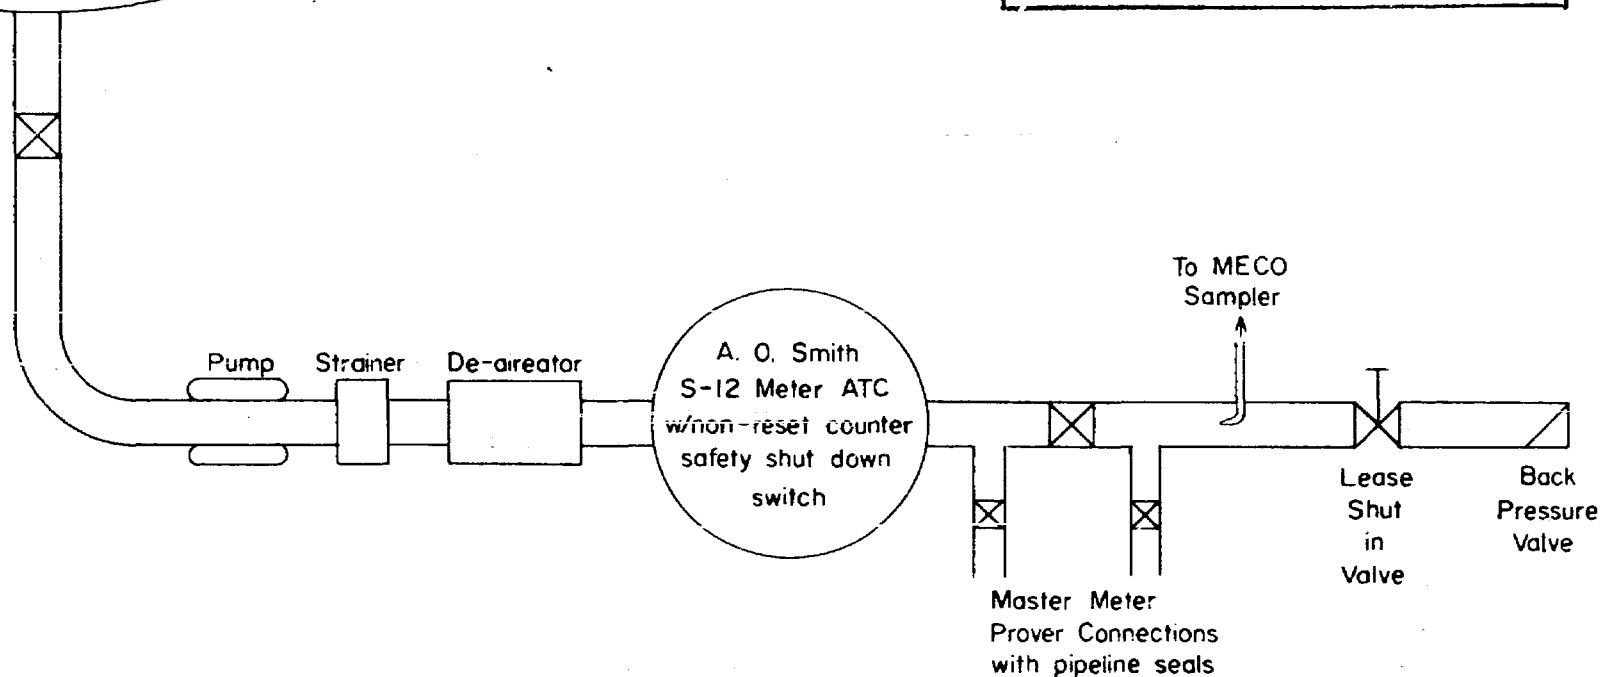 To MECO
Sampler
Pump
Strainer
De-aireator
A. O. Smith
S-12 Meter ATC
w/non-reset counter
safety shut down
switch
Lease
Shut
in
Valve
Back
Pressure
Valve
Master Meter
Prover Connections
with pipeline seals